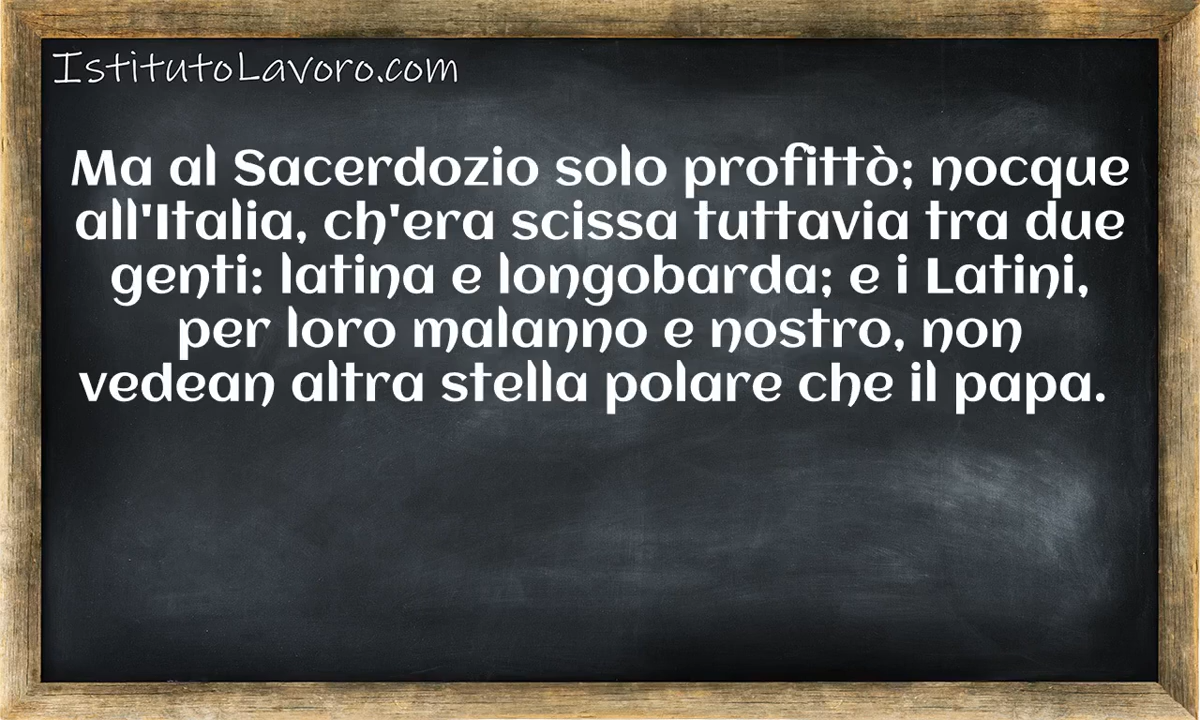 IstitutoLavoro.com
Ma al Sacerdozio solo profittò; nocque
all'Italia, ch'era scissa tuttavia tra due
genti: latina e longobarda; e i Latini,
per loro malanno e nostro, non
vedean altra stella polare che il papa.